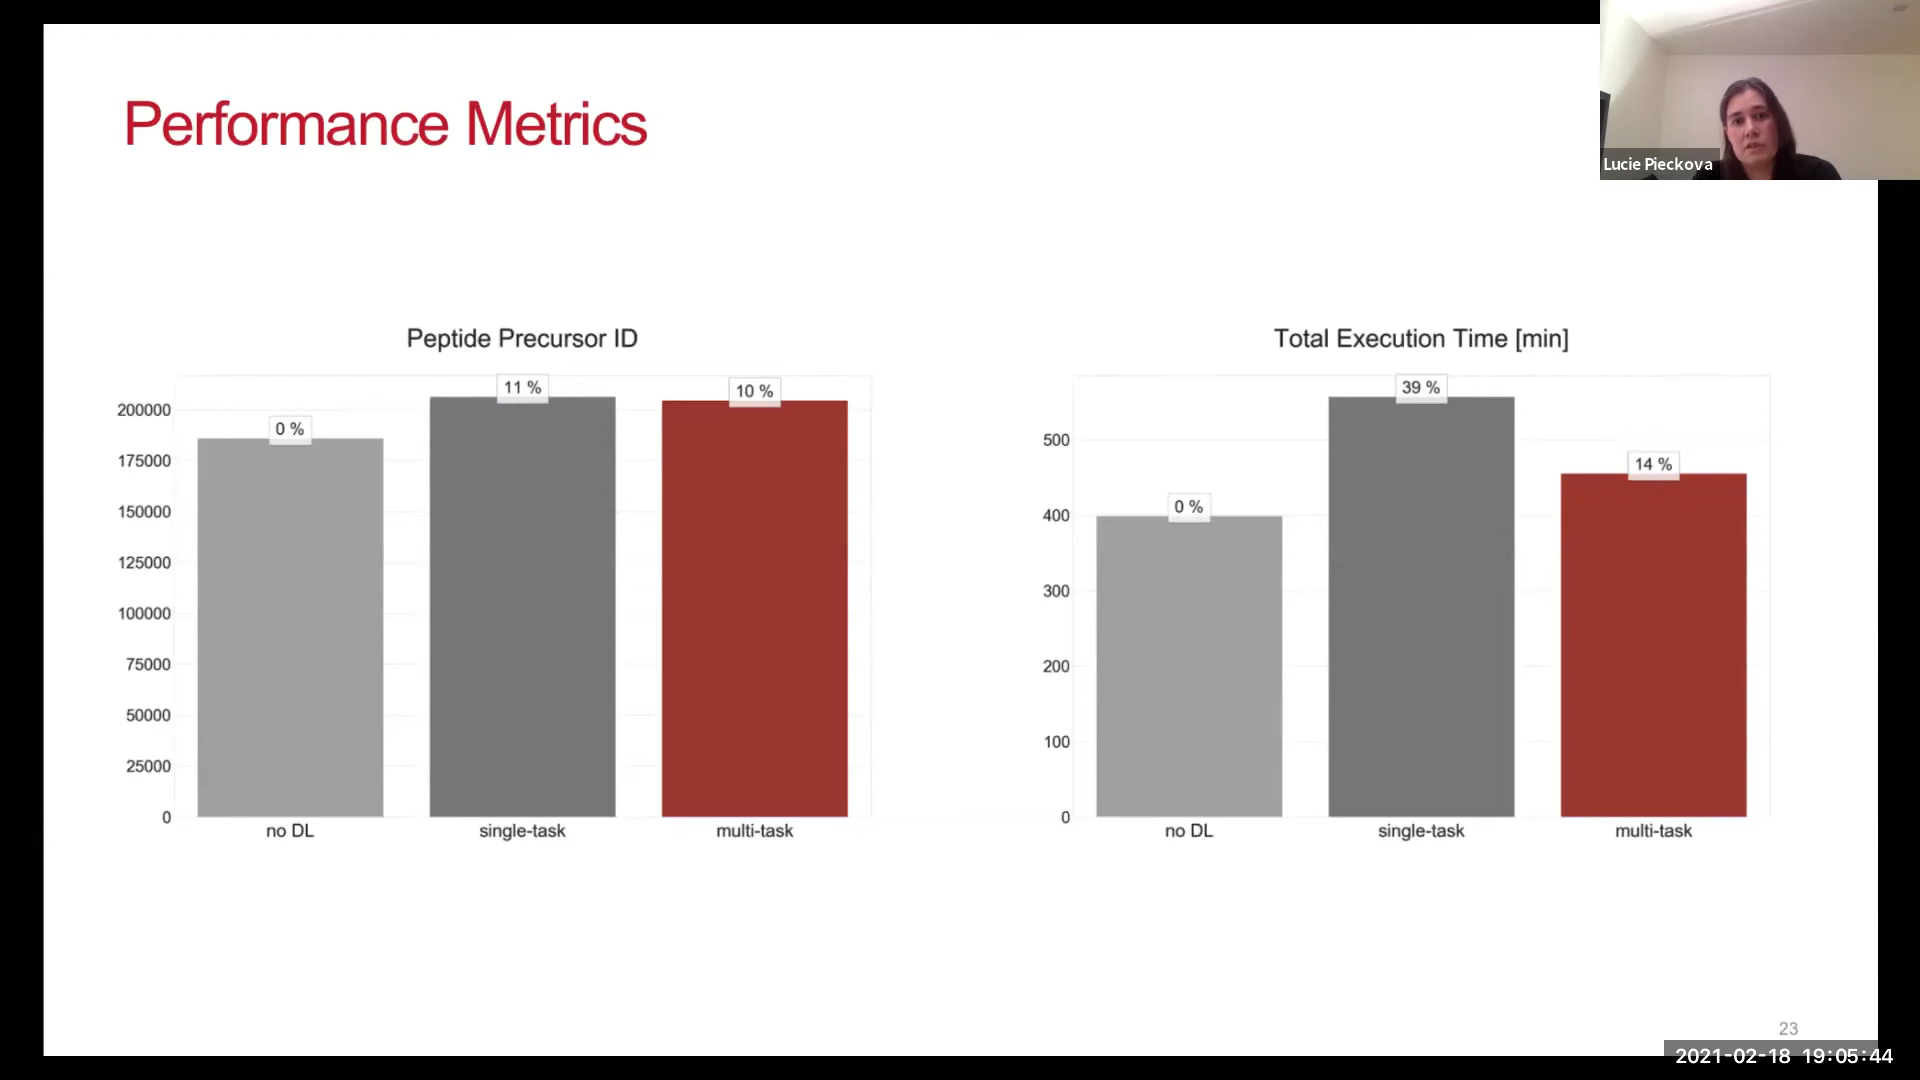 Performance Metrics
Lucie Pieckova
Peptide Precursor ID
0 %
11 %
10 %
200000
175000
150000
125000
100000
75000
50000
25000
0
no DL
single-task
multi-task
Total Execution Time [min]
0 %
39 %
14 %
500
400
300
200
100
0
no DL
single-task
multi-task
23
2021-02-18 19:05:44